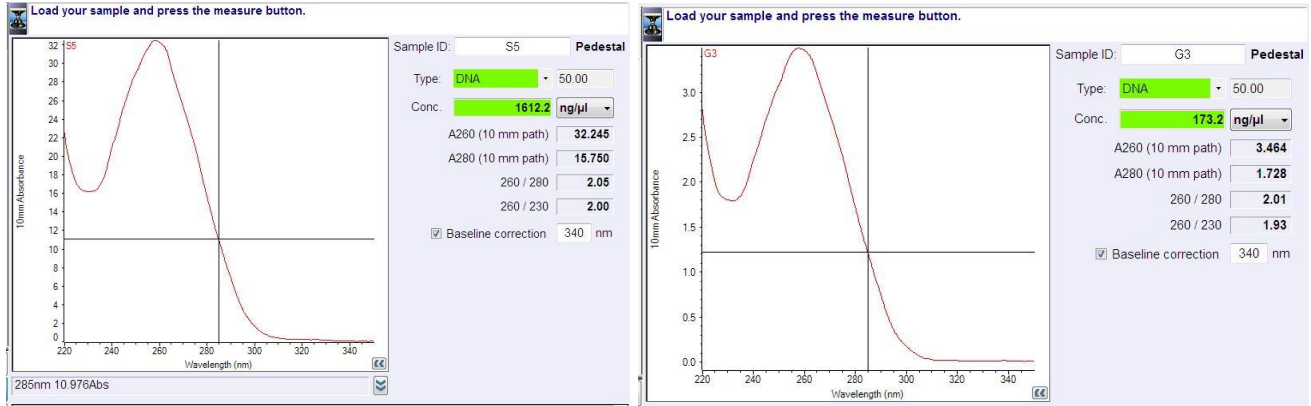 Load your sample and press the measure button.
S5
32
30
28
26
24
22
20
18
16
14
12
10
8
6
4
2
0
10mm Absorbance
220 240 260 280 300 320 340
Wavelength (nm)
285nm 10.976Abs
Sample ID: S5 Pedestal
Type: DNA 50.00
Conc. 1612.2 ng/µl
A260 (10 mm path) 32.245
A280 (10 mm path) 15.750
260 / 280 2.05
260 / 230 2.00
Baseline correction 340 nm
Load your sample and press the measure button.
G3
3.0
2.5
2.0
1.5
1.0
0.5
0.0
10mm Absorbance
220 240 260 280 300 320 340
Wavelength (nm)
Sample ID: G3 Pedestal
Type: DNA 50.00
Conc. 173.2 ng/µl
A260 (10 mm path) 3.464
A280 (10 mm path) 1.728
260 / 280 2.01
260 / 230 1.93
Baseline correction 340 nm